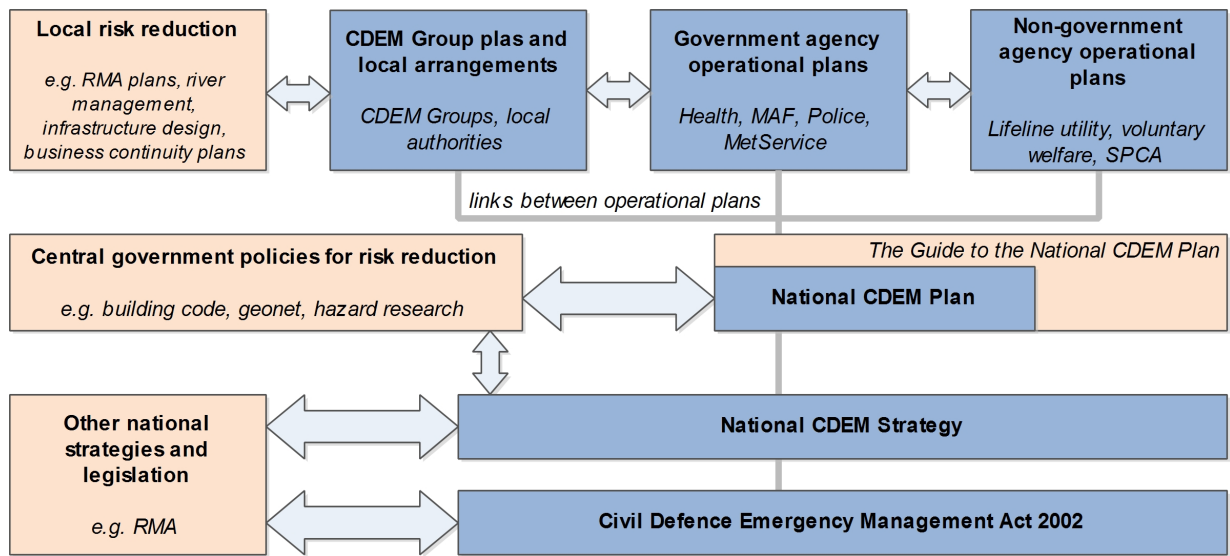 Local risk reduction
e.g. RMA plans, river
management,
infrastructure design,
business continuity plans
CDEM Group plas and
local arrangements
CDEM Groups, local
authorities
Government agency
operational plans
Health, MAF, Police,
MetService
Non-government
agency operational
plans
Lifeline utility, voluntary
welfare, SPCA
links between operational plans
Central government policies for risk reduction
e.g. building code, geonet, hazard research
The Guide to the National CDEM Plan
National CDEM Plan
Other national
strategies and
legislation
e.g. RMA
National CDEM Strategy
Civil Defence Emergency Management Act 2002